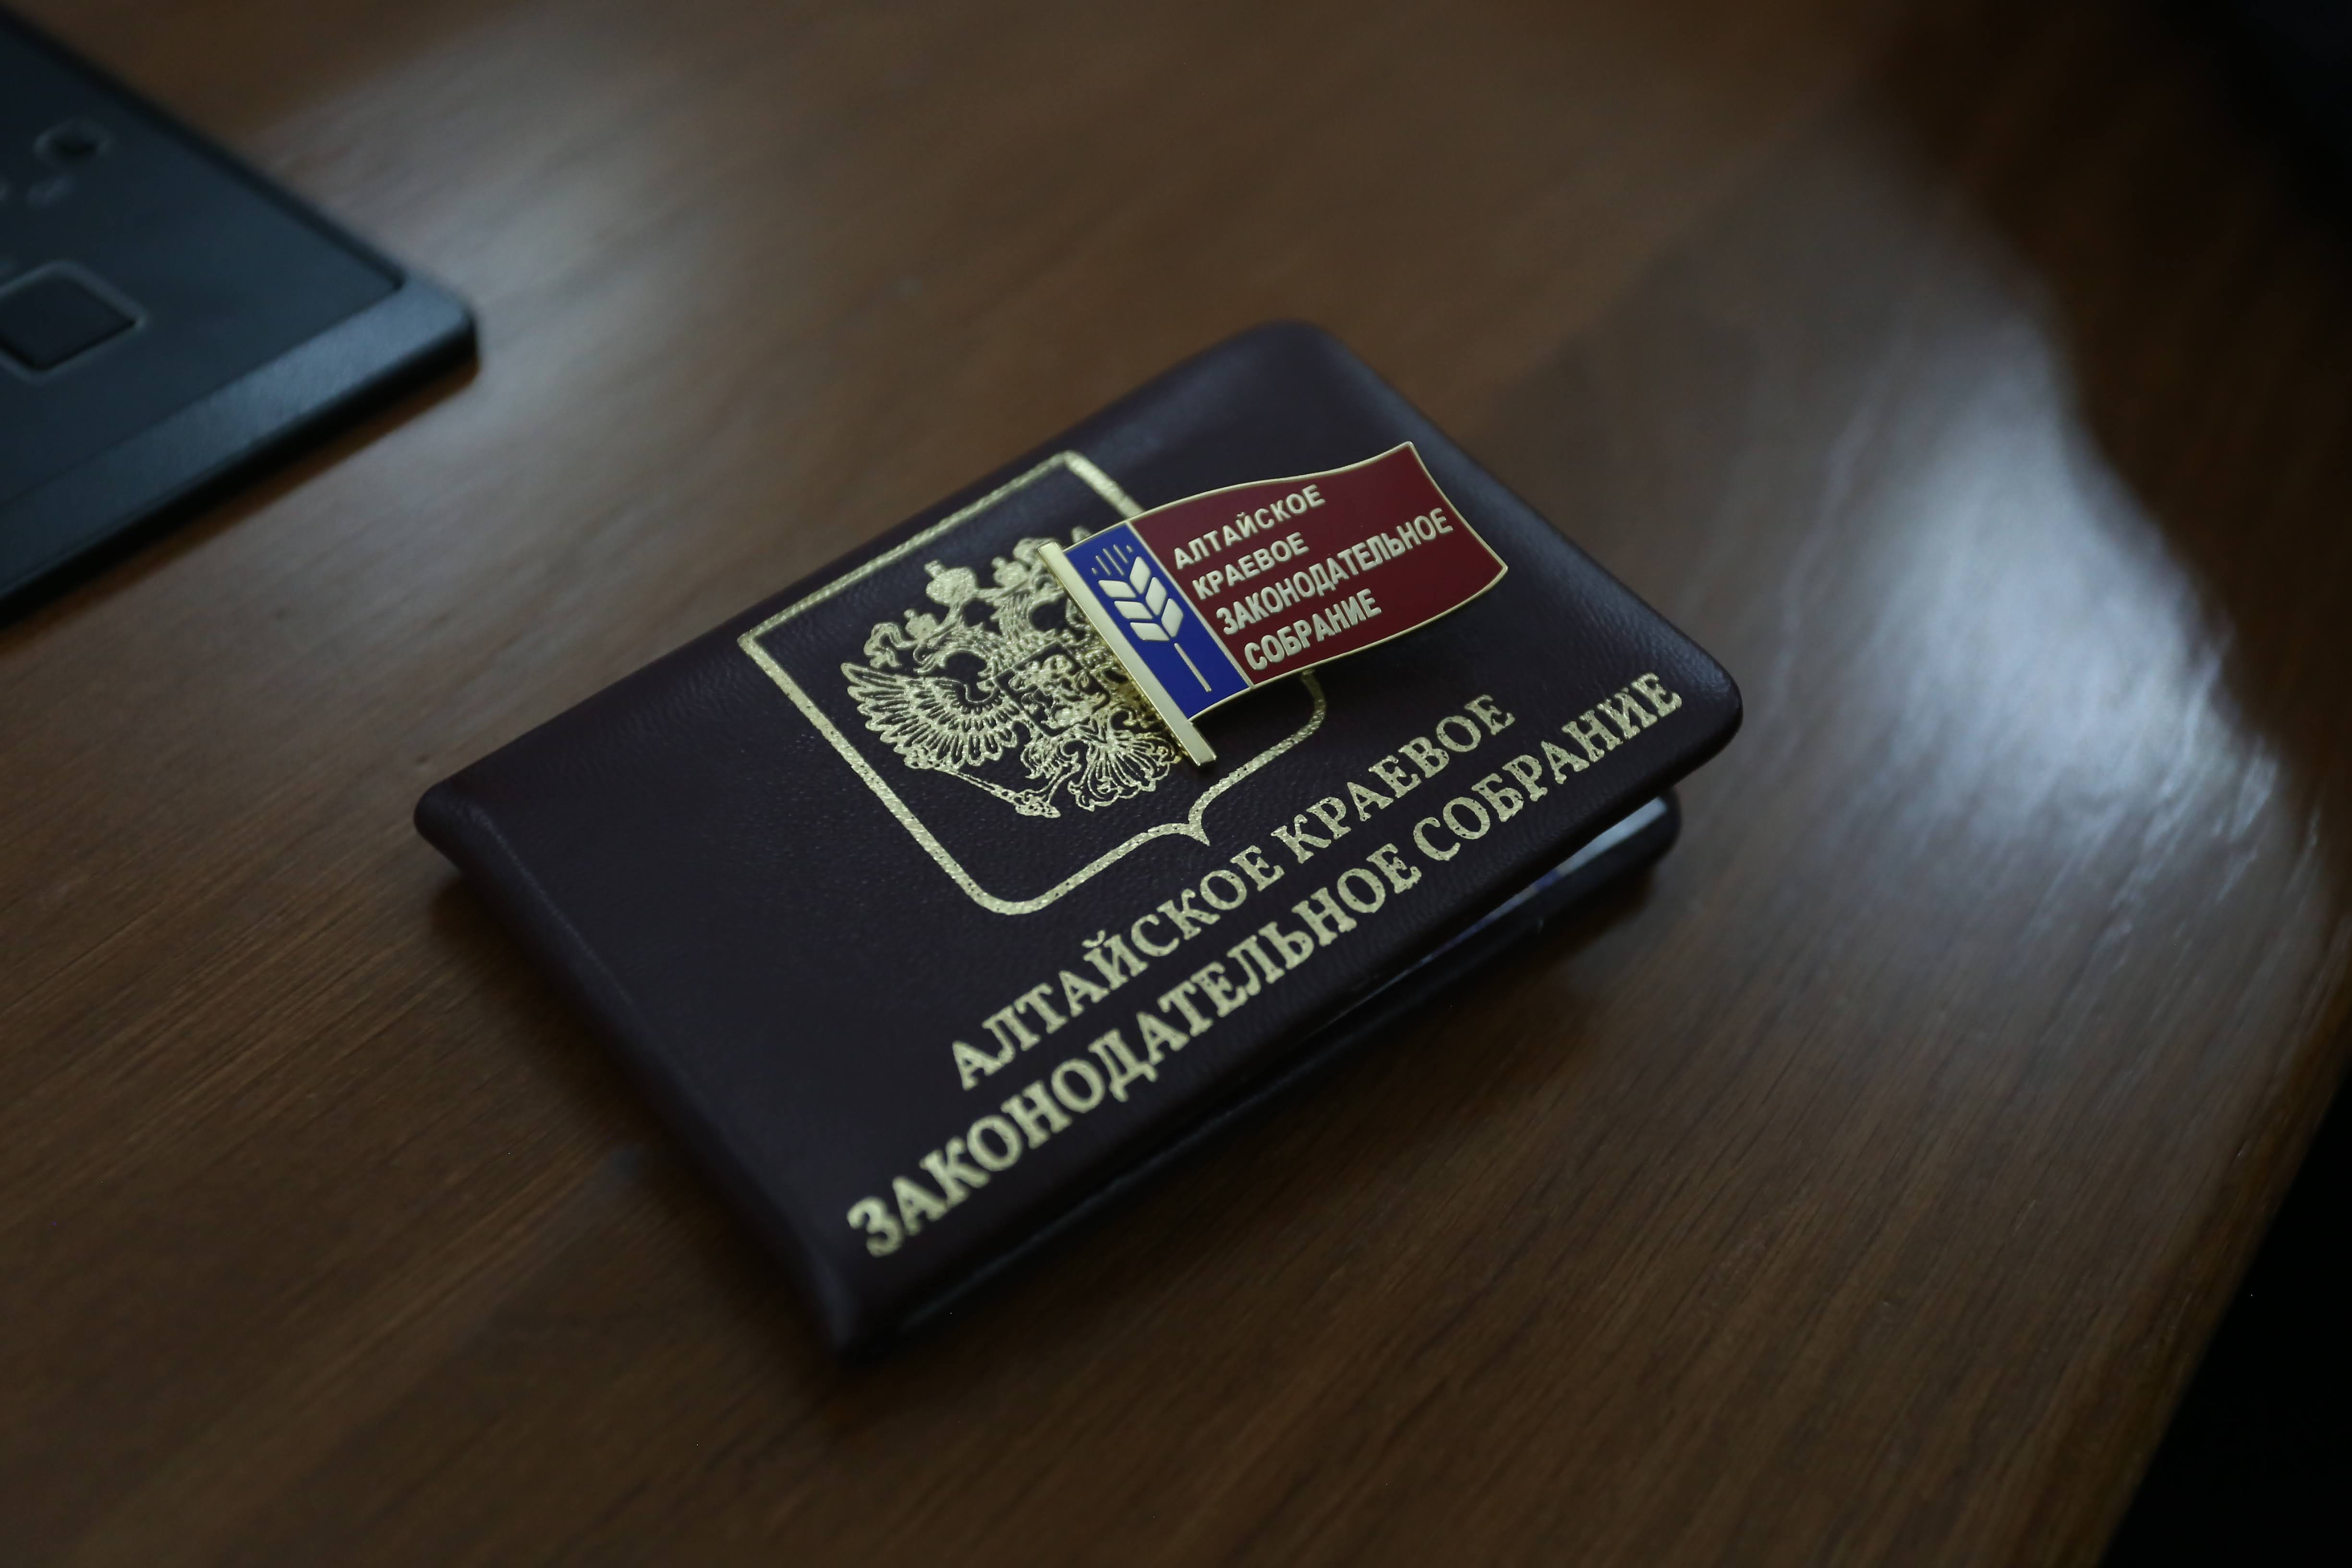 АЛТАЙСКОЕ
КРАЕВОЕ
ЗАКОНОДАТЕЛЬНОЕ
СОБРАНИЕ
АЛТАЙСКОЕ КРАЕВОЕ
ЗАКОНОДАТЕЛЬНОЕ СОБРАНИЕ